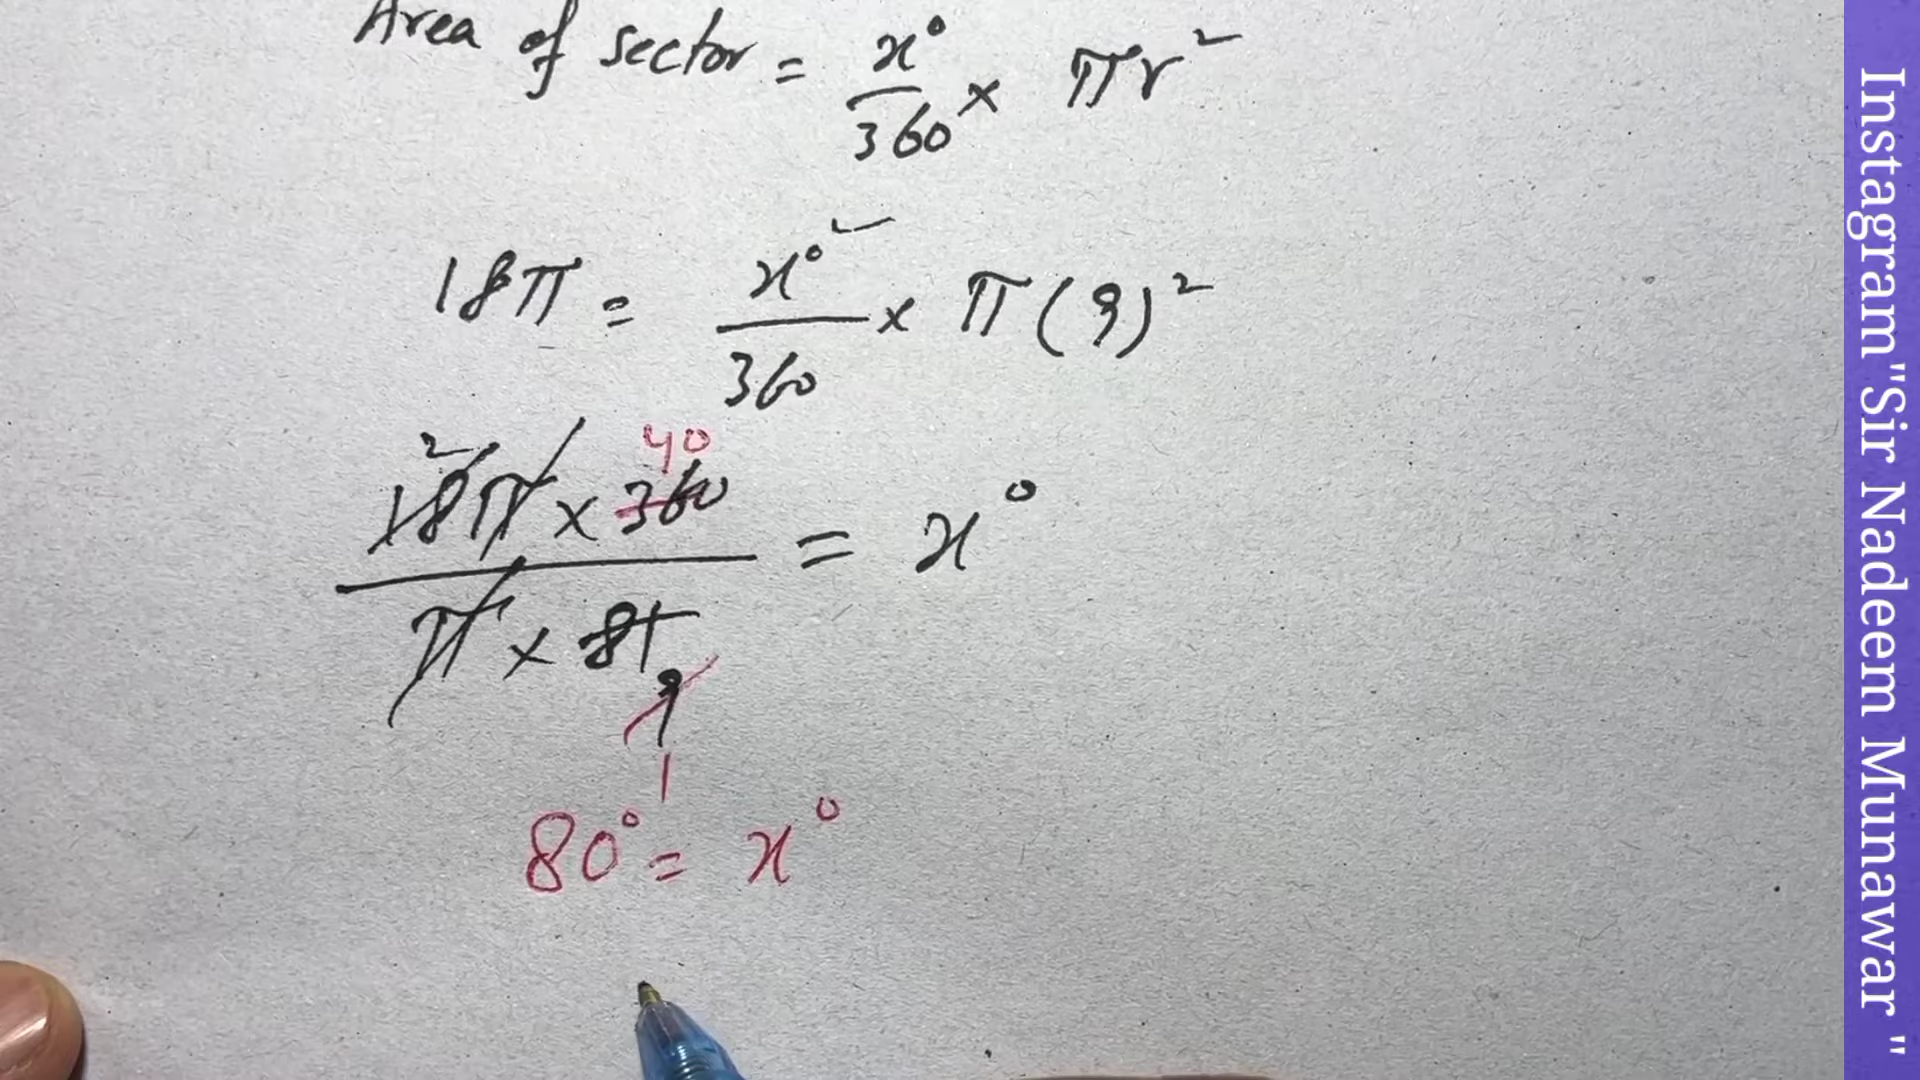 Area of sector = x°/360 × πr²
18π = x°²/360 × π(9)²
2 40
18π × 360 / π × 81 = x°
9
1
80° = x°
Instagram"Sir Nadeem Munawar"